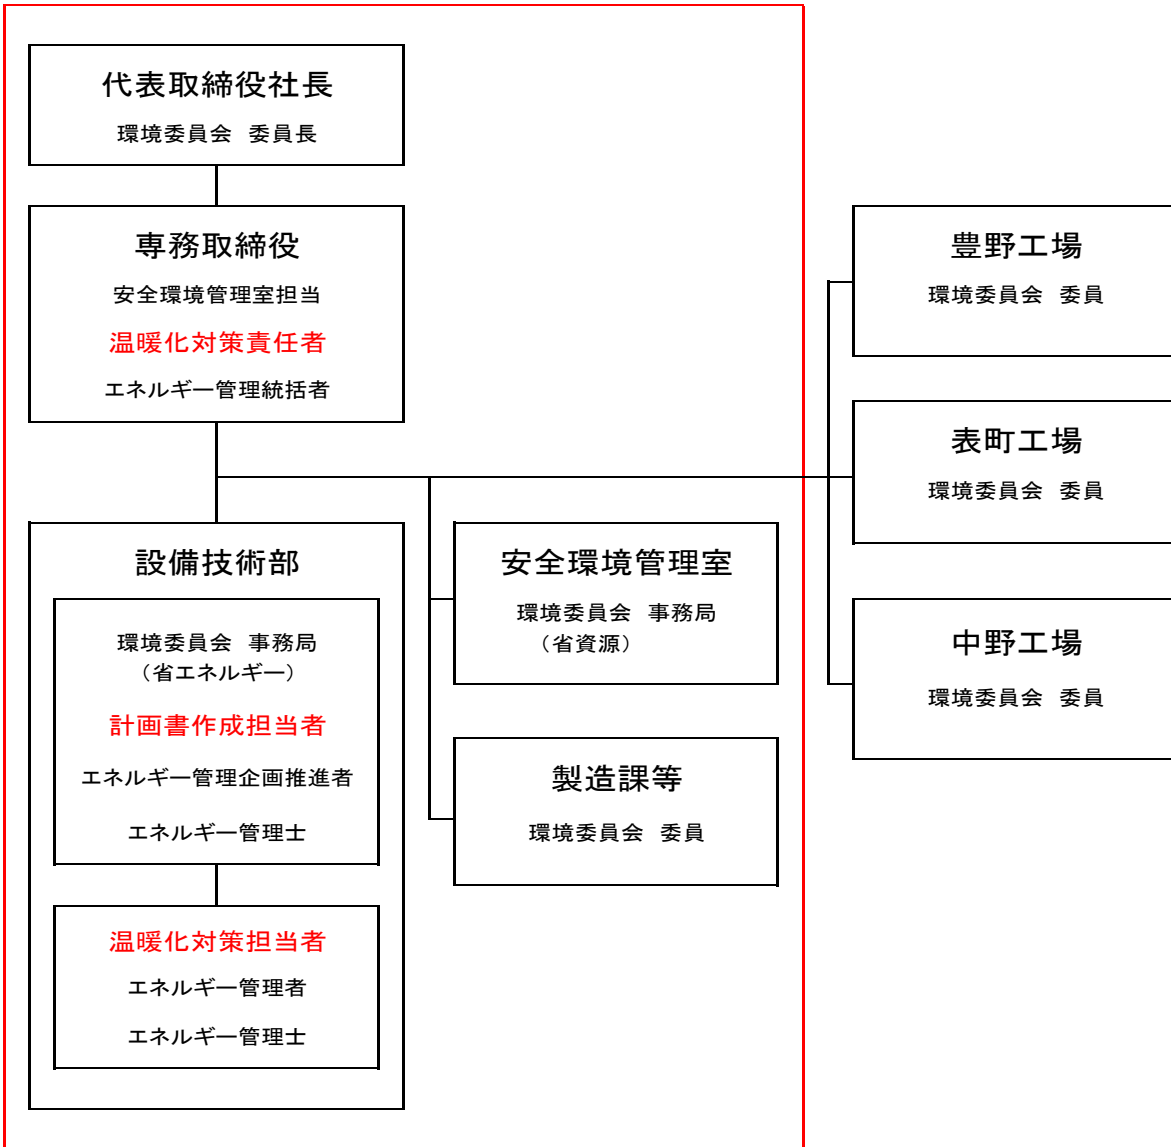 代表取締役社長
環境委員会 委員長
専務取締役
安全環境管理室担当
温暖化対策責任者
エネルギー管理統括者
設備技術部
環境委員会 事務局
（省エネルギー）
計画書作成担当者
エネルギー管理企画推進者
エネルギー管理士
温暖化対策担当者
エネルギー管理者
エネルギー管理士
安全環境管理室
環境委員会 事務局
（省資源）
製造課等
環境委員会 委員
豊野工場
環境委員会 委員
表町工場
環境委員会 委員
中野工場
環境委員会 委員